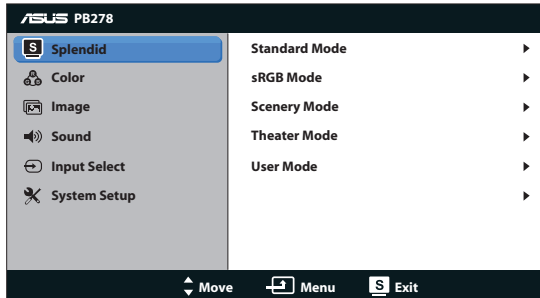 ASUS PB278
S Splendid
Color
Image
Sound
Input Select
System Setup
Standard Mode
sRGB Mode
Scenery Mode
Theater Mode
User Mode
Move Menu S Exit